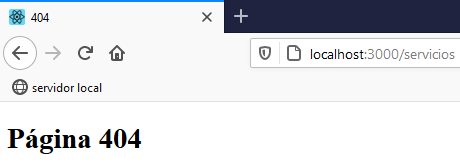 404
localhost:3000/servicios
servidor local
Página 404